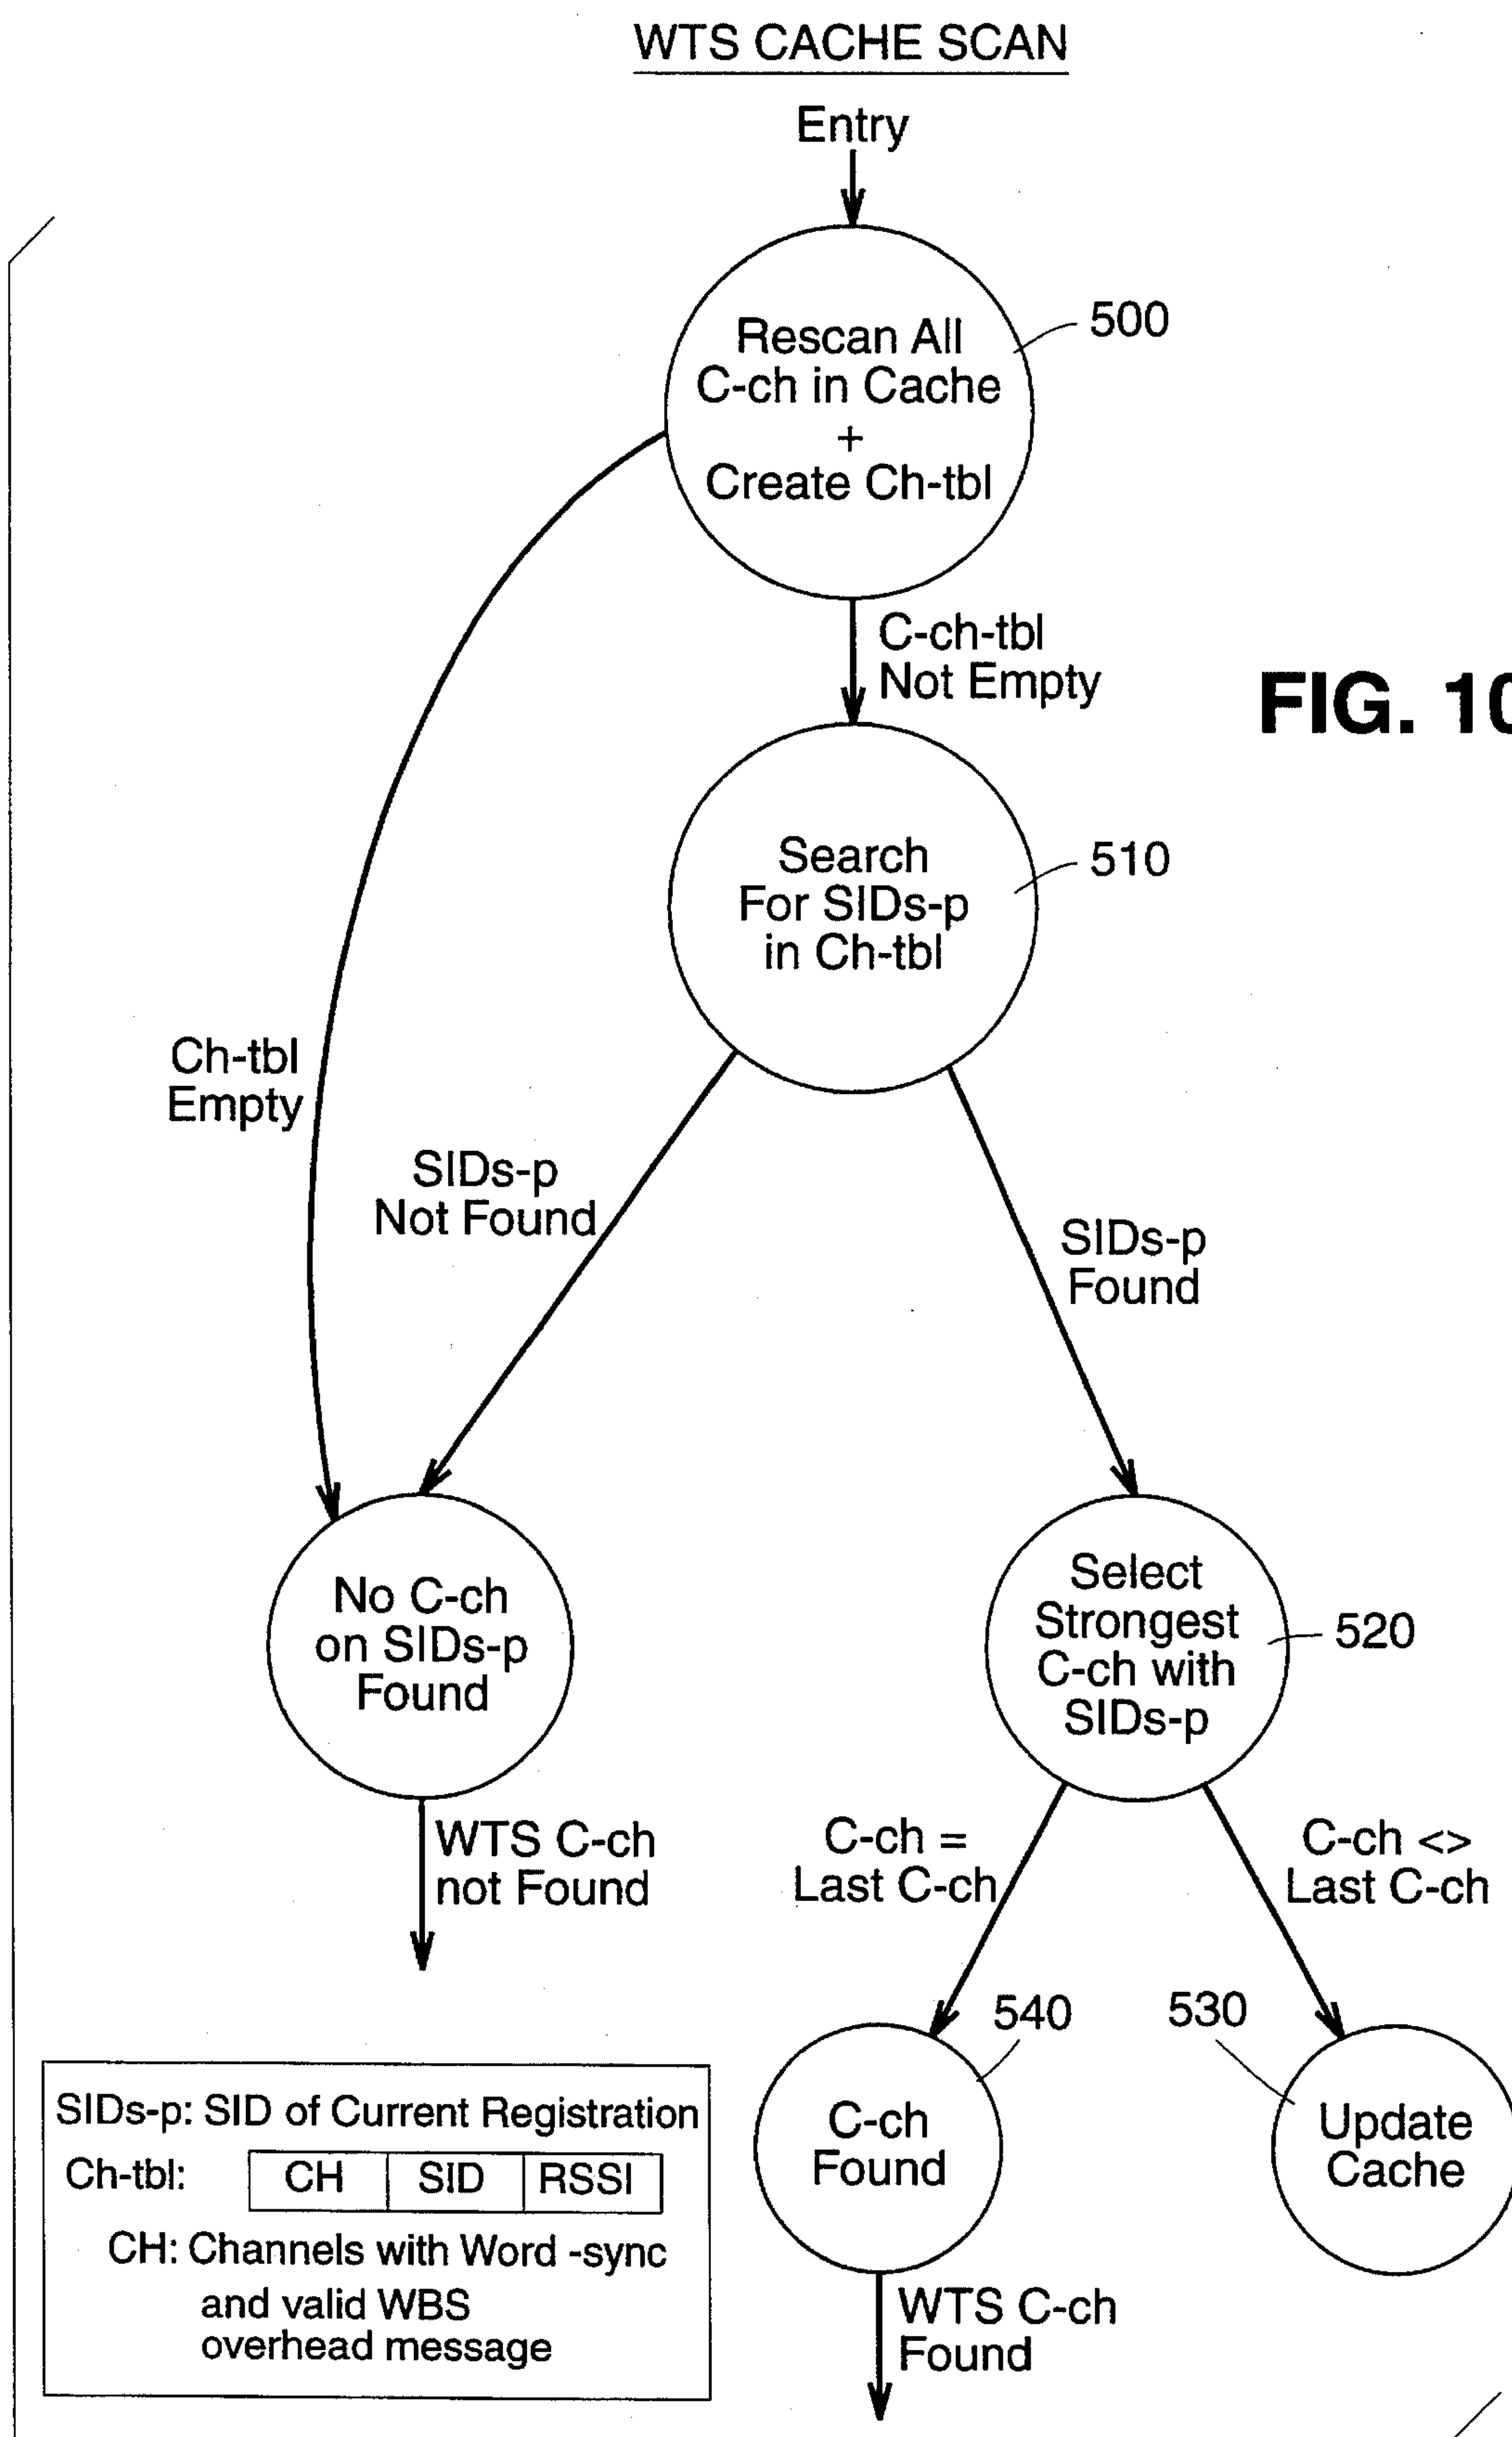 WTS CACHE SCAN
Entry
Rescan All
C-ch in Cache
+
Create Ch-tbl
500
C-ch-tbl
Not Empty
FIG. 10
Search
For SIDs-p
in Ch-tbl
510
Ch-tbl
Empty
SIDs-p
Not Found
SIDs-p
Found
No C-ch
on SIDs-p
Found
Select
Strongest
C-ch with
SIDs-p
520
WTS C-ch
not Found
C-ch =
Last C-ch
C-ch <>
Last C-ch
540
530
C-ch
Found
Update
Cache
WTS C-ch
Found
SIDs-p: SID of Current Registration
Ch-tbl: CH SID RSSI
CH: Channels with Word -sync
and valid WBS
overhead message